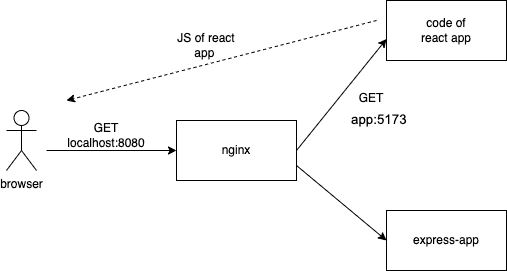 JS of react
app
code of
react app
GET
app:5173
GET
localhost:8080
nginx
browser
express-app